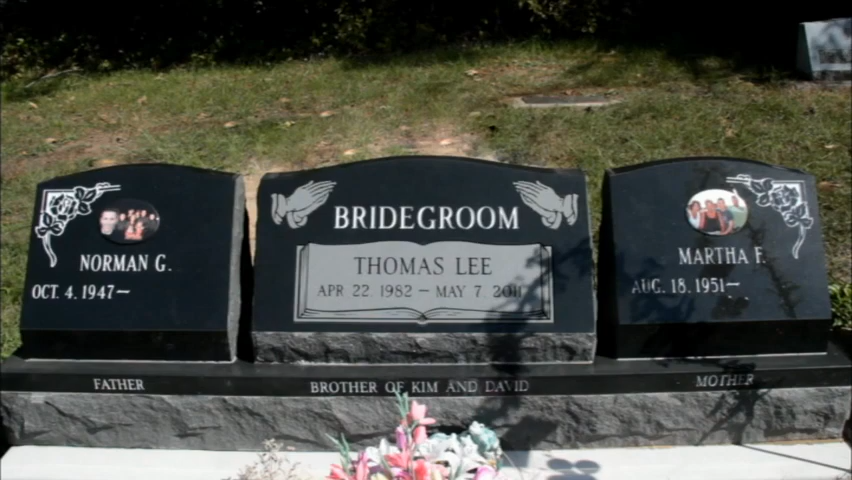 BRIDEGROOM
THOMAS LEE
APR 22. 1982 – MAY 7. 2011
NORMAN G.
OCT. 4. 1947–
MARTHA F.
AUG. 18. 1951–
FATHER
BROTHER OF KIM AND DAVID
MOTHER